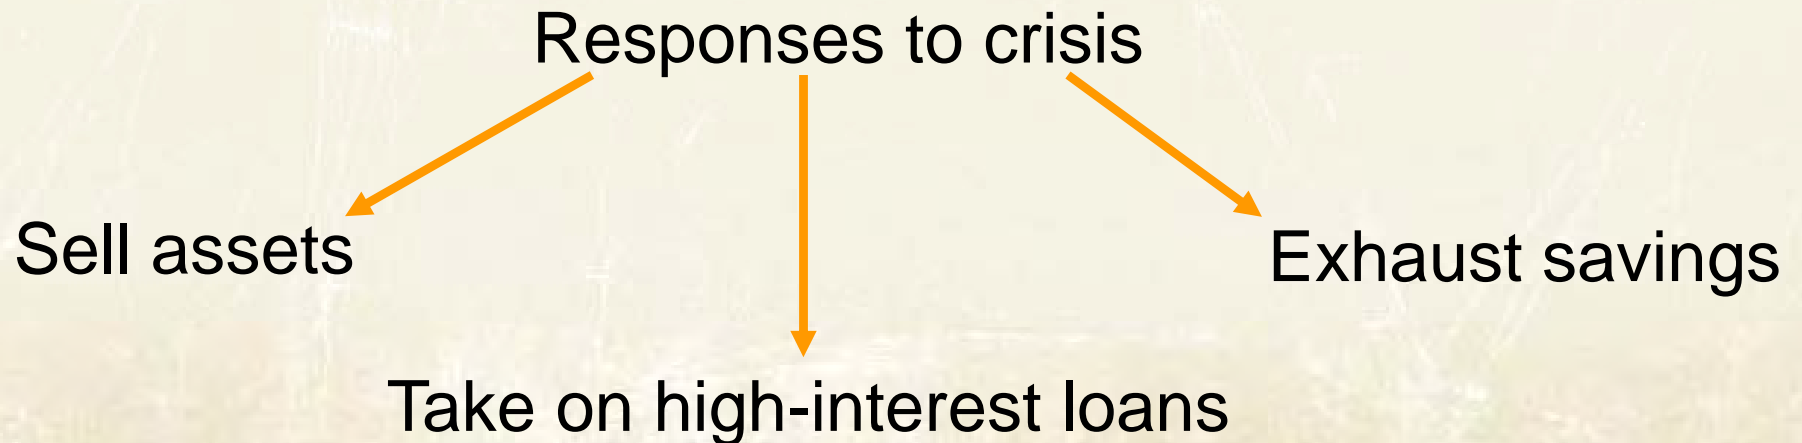 Responses to crisis
Sell assets
Exhaust savings
Take on high-interest loans